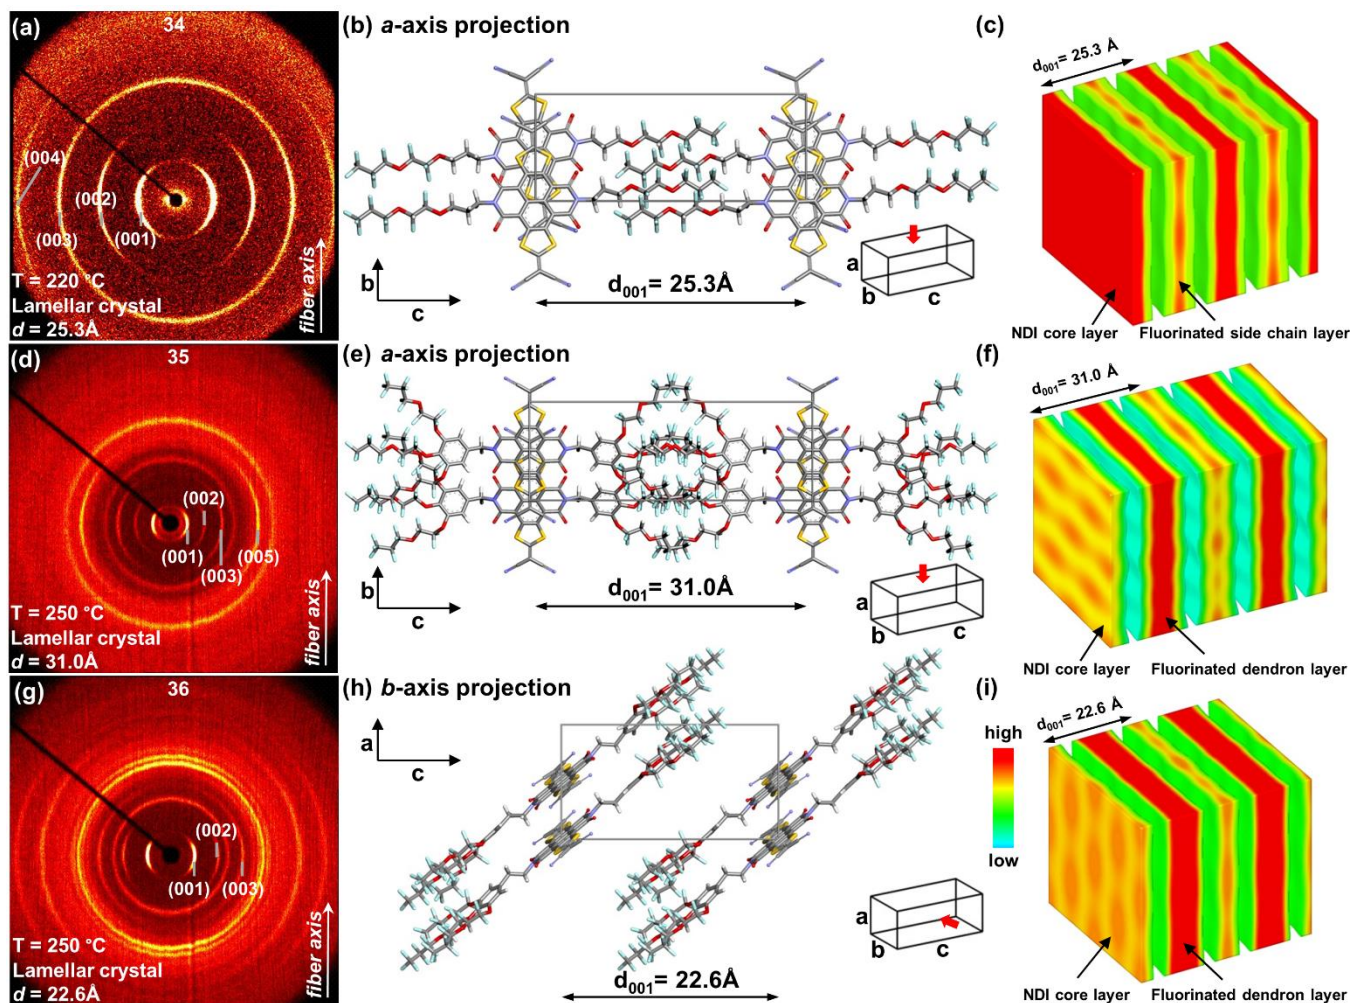 (a)
34
(004)
(002)
(003)
(001)
T = 220 °C
Lamellar crystal
d = 25.3Å
fiber axis
(b) a-axis projection
b
c
d001= 25.3Å
a
b
c
(c)
d001= 25.3 Å
NDI core layer
Fluorinated side chain layer
(d)
35
(002)
(001)
(005)
(003)
T = 250 °C
Lamellar crystal
d = 31.0Å
fiber axis
(e) a-axis projection
b
c
d001= 31.0Å
a
b
c
(f)
d001= 31.0 Å
NDI core layer
Fluorinated dendron layer
(g)
36
(002)
(001)
(003)
T = 250 °C
Lamellar crystal
d = 22.6Å
fiber axis
(h) b-axis projection
a
c
d001= 22.6Å
a
b
c
(i)
d001= 22.6 Å
high
low
NDI core layer
Fluorinated dendron layer